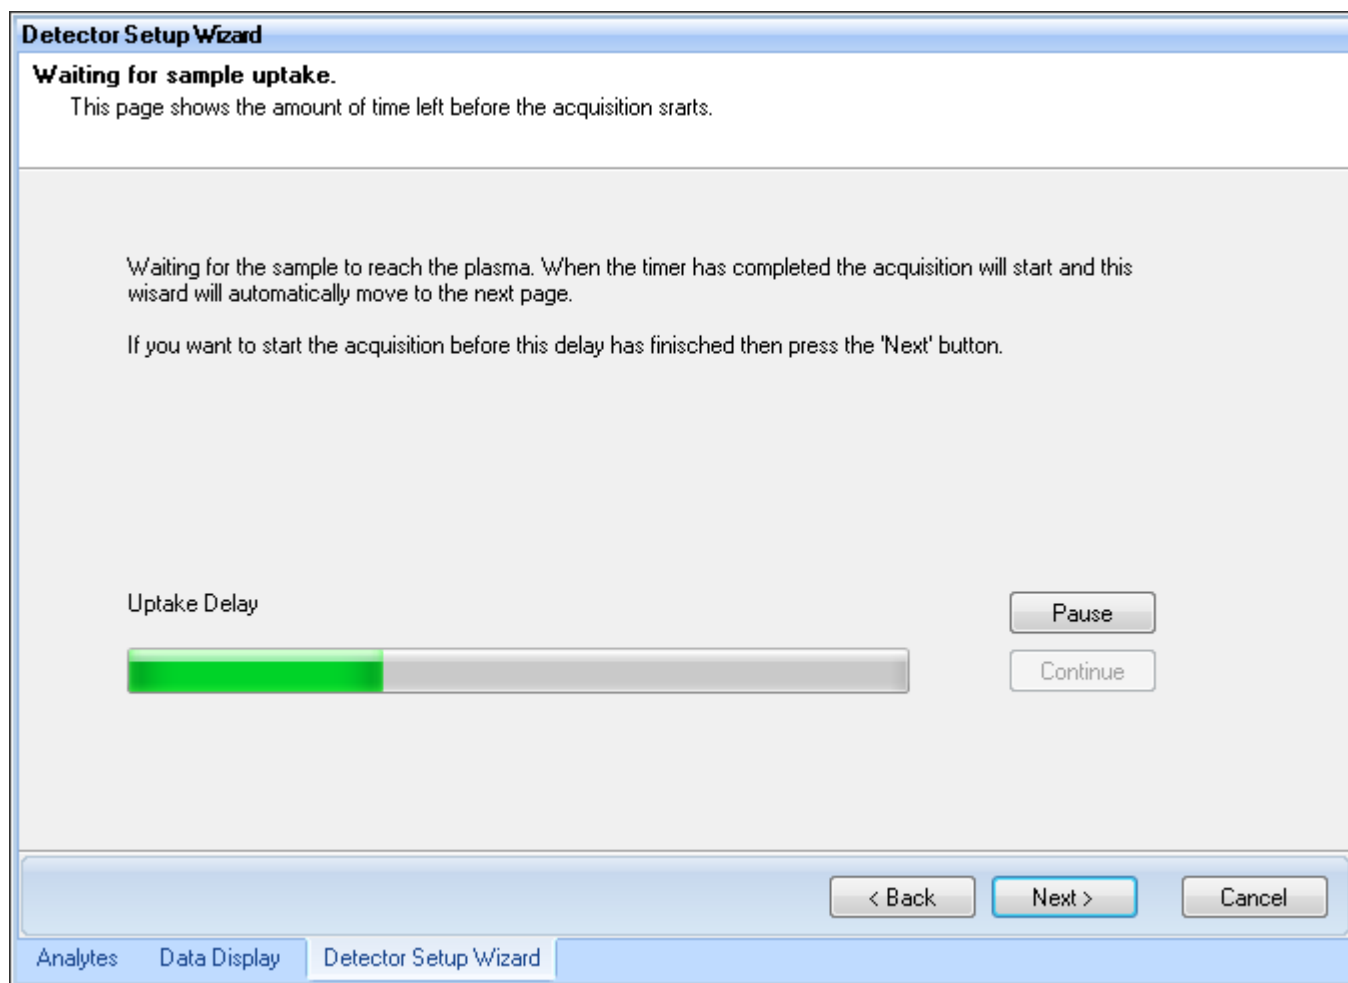 Detector Setup Wizard
Waiting for sample uptake.
This page shows the amount of time left before the acquisition srarts.
Waiting for the sample to reach the plasma. When the timer has completed the acquisition will start and this
wisard will automatically move to the next page.
If you want to start the acquisition before this delay has finisched then press the 'Next' button.
Uptake Delay
Pause
Continue
< Back
Next >
Cancel
Analytes
Data Display
Detector Setup Wizard